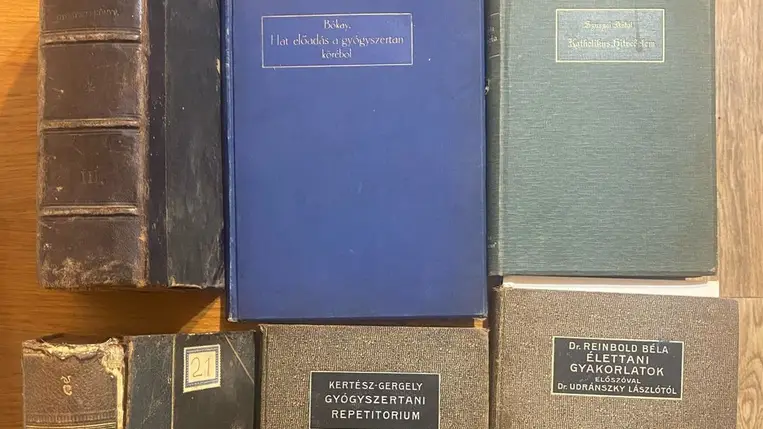 III.
Bókay,
Hat előadás a gyógyszertan
köréből
Katholikus Hitvédelem
21
KERTÉSZ-GERGELY
GYÓGYSZERTANI
REPETITORIUM
Dr. REINBOLD BÉLA
ÉLETTANI
GYAKORLATOK
ELŐSZÓVAL
Dr. UDRÁNSZKY LÁSZLÓTÓL